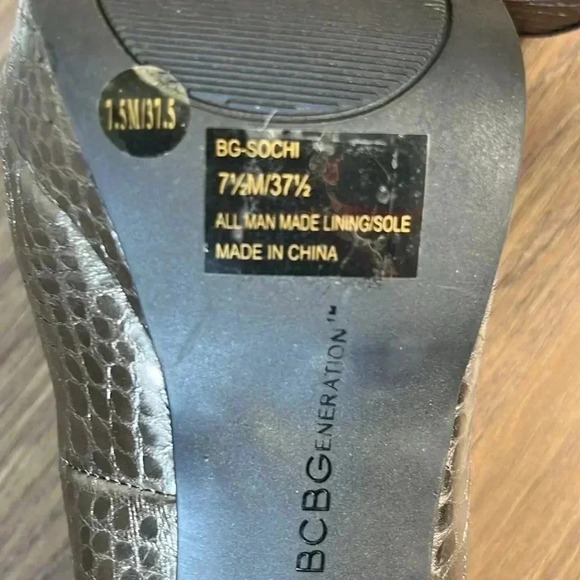 7.5M/37.5
BG-SOCHI
7½M/37½
ALL MAN MADE LINING/SOLE
MADE IN CHINA
BCBGENERATION™